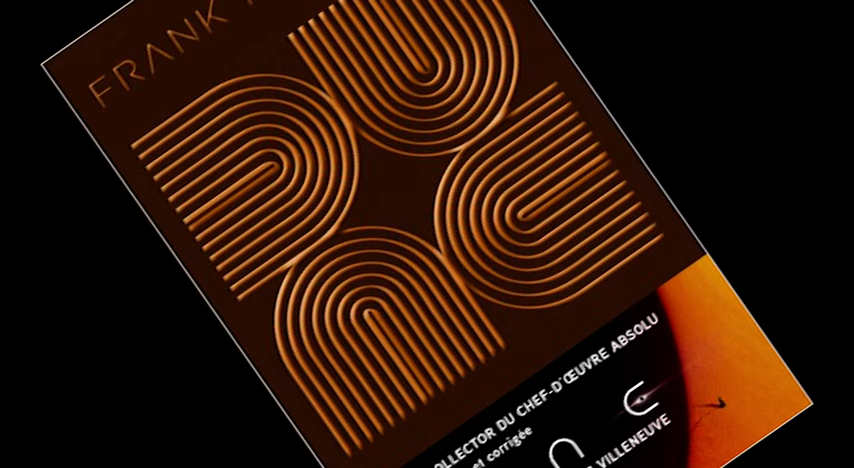 FRANK
OLLECTOR DU CHEF-D'ŒUVRE ABSOLU
et corrigée
VILLENEUVE